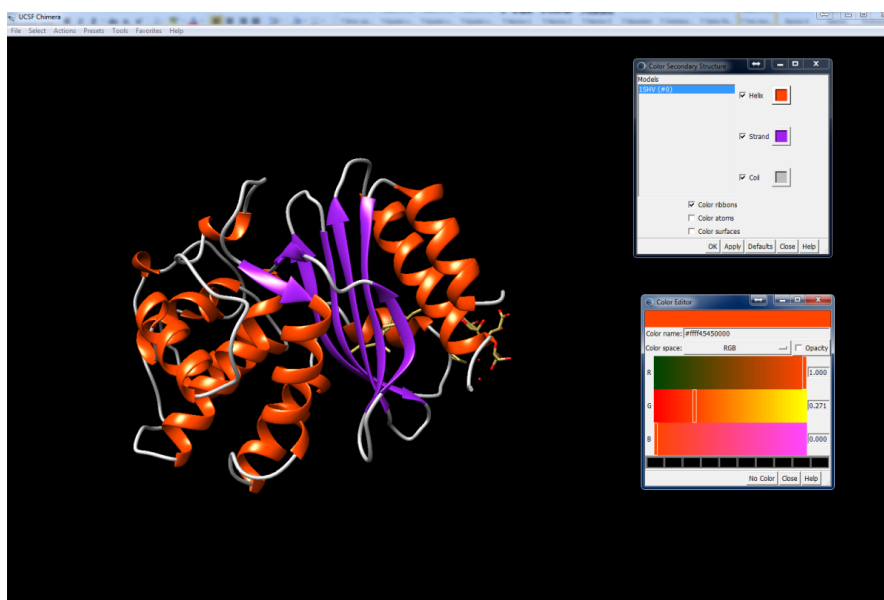 UCSF Chimera
File Select Actions Presets Tools Favorites Help
Color Secondary Structure
Models
1SHV (#0)
Helix
Strand
Coil
Color ribbons
Color atoms
Color surfaces
OK Apply Defaults Close Help
Color Editor
Color name: #ffff45450000
Color space: RGB Opacity
R 1.000
G 0.271
B 0.000
No Color Close Help